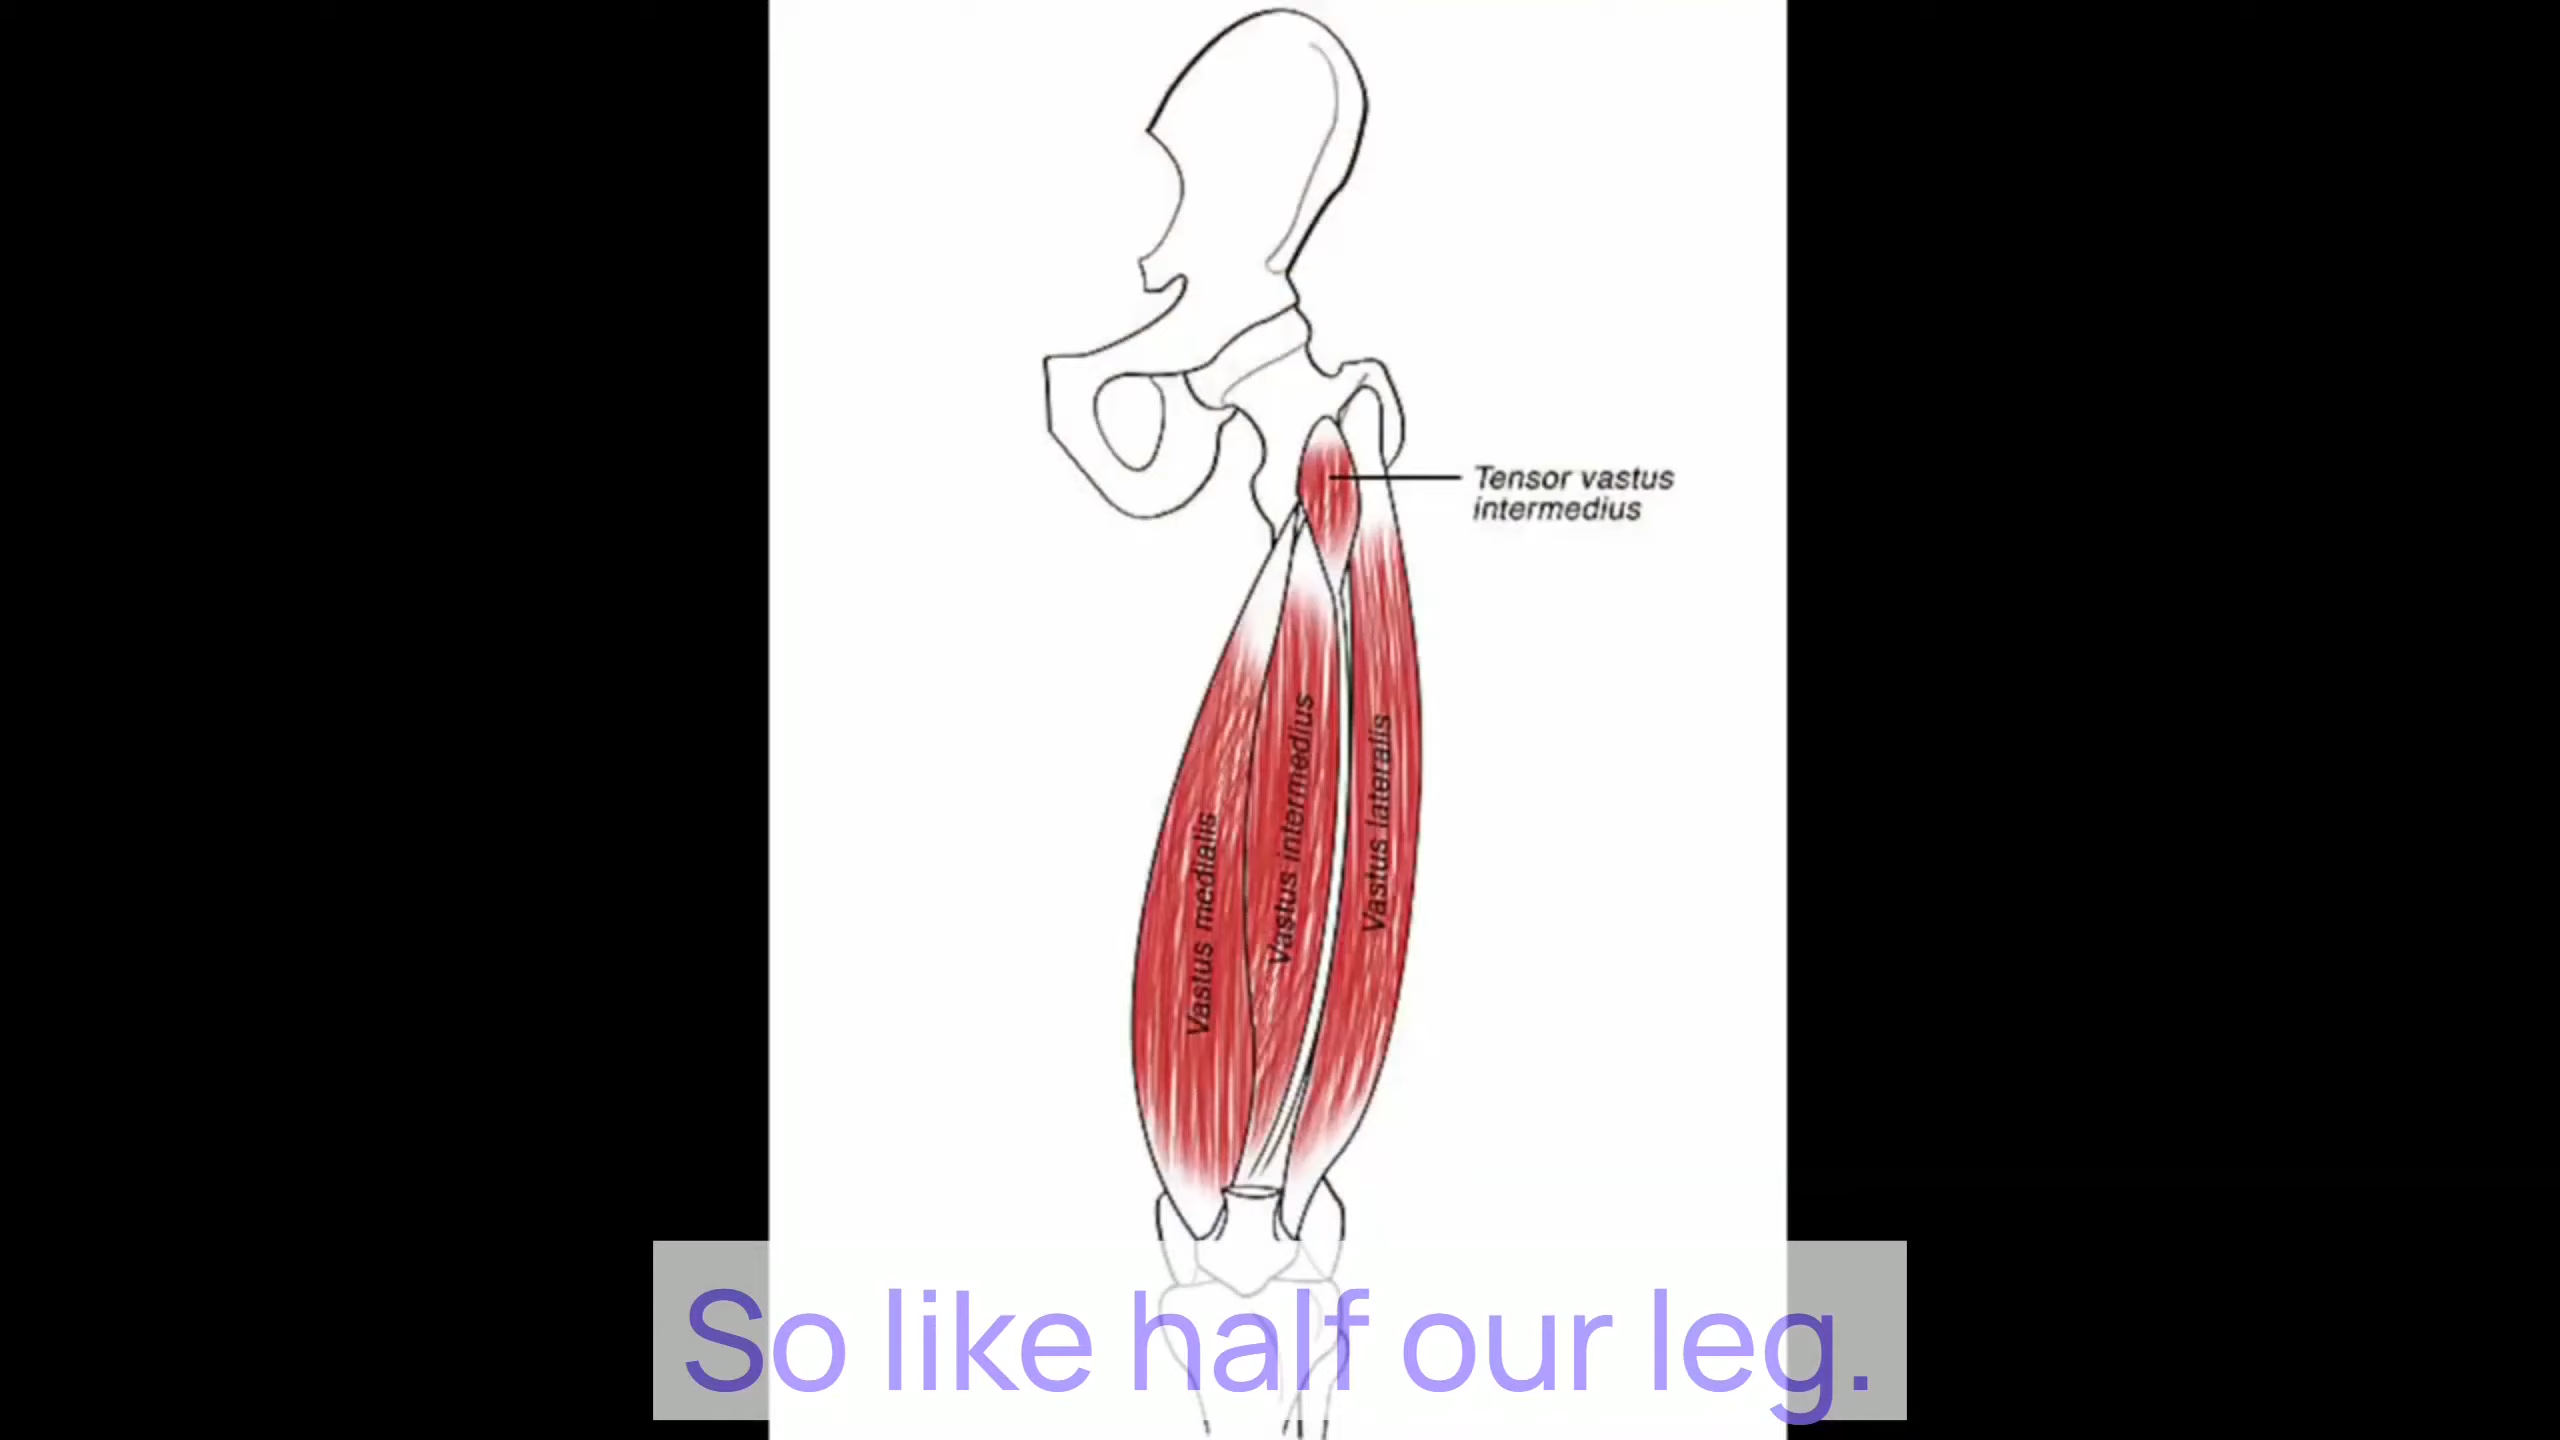 Tensor vastus
intermedius
Vastus medialis
Vastus intermedius
Vastus lateralis
So like half our leg.